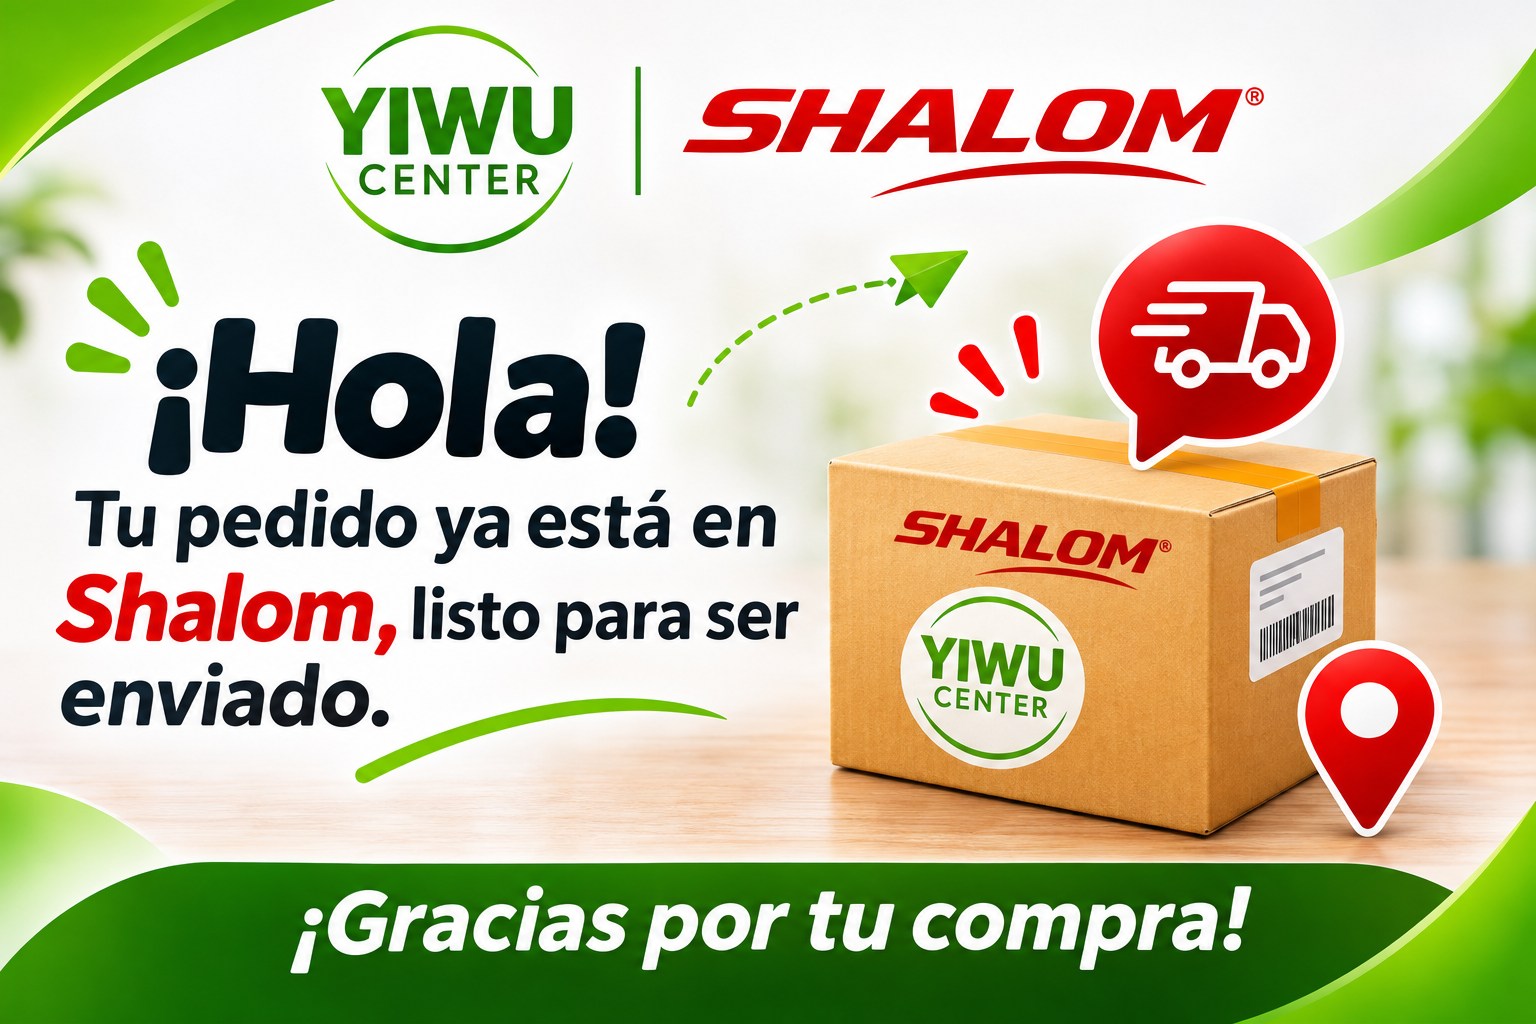 YIWU
CENTER
SHALOM®
¡Hola!
Tu pedido ya está en
Shalom, listo para ser
enviado.
SHALOM®
YIWU
CENTER
¡Gracias por tu compra!